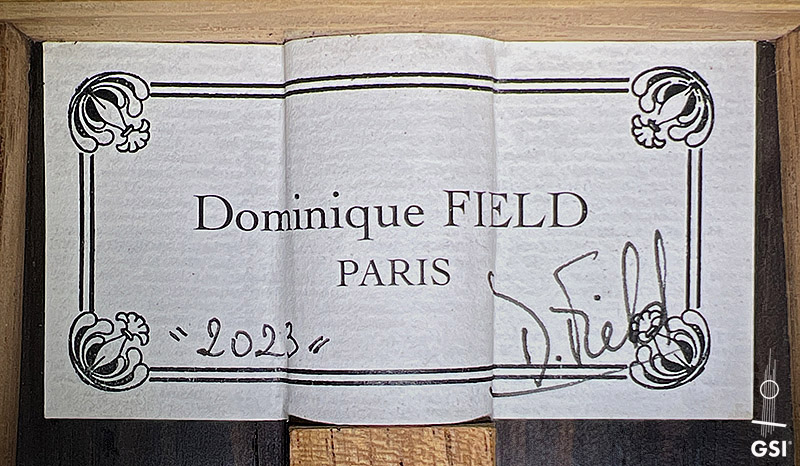 Dominique FIELD
PARIS
"2023"
D. Field
GSI